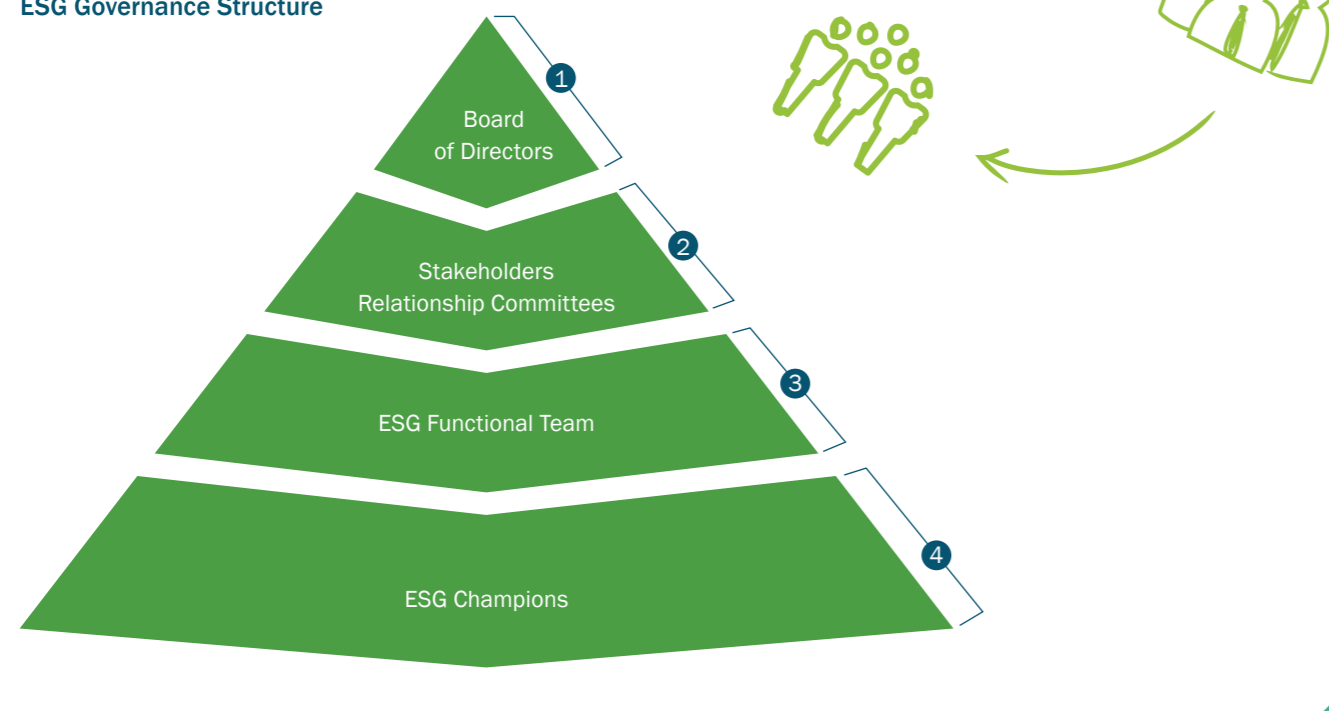 ESG Governance Structure
1
Board
of Directors
2
Stakeholders
Relationship Committees
3
ESG Functional Team
4
ESG Champions